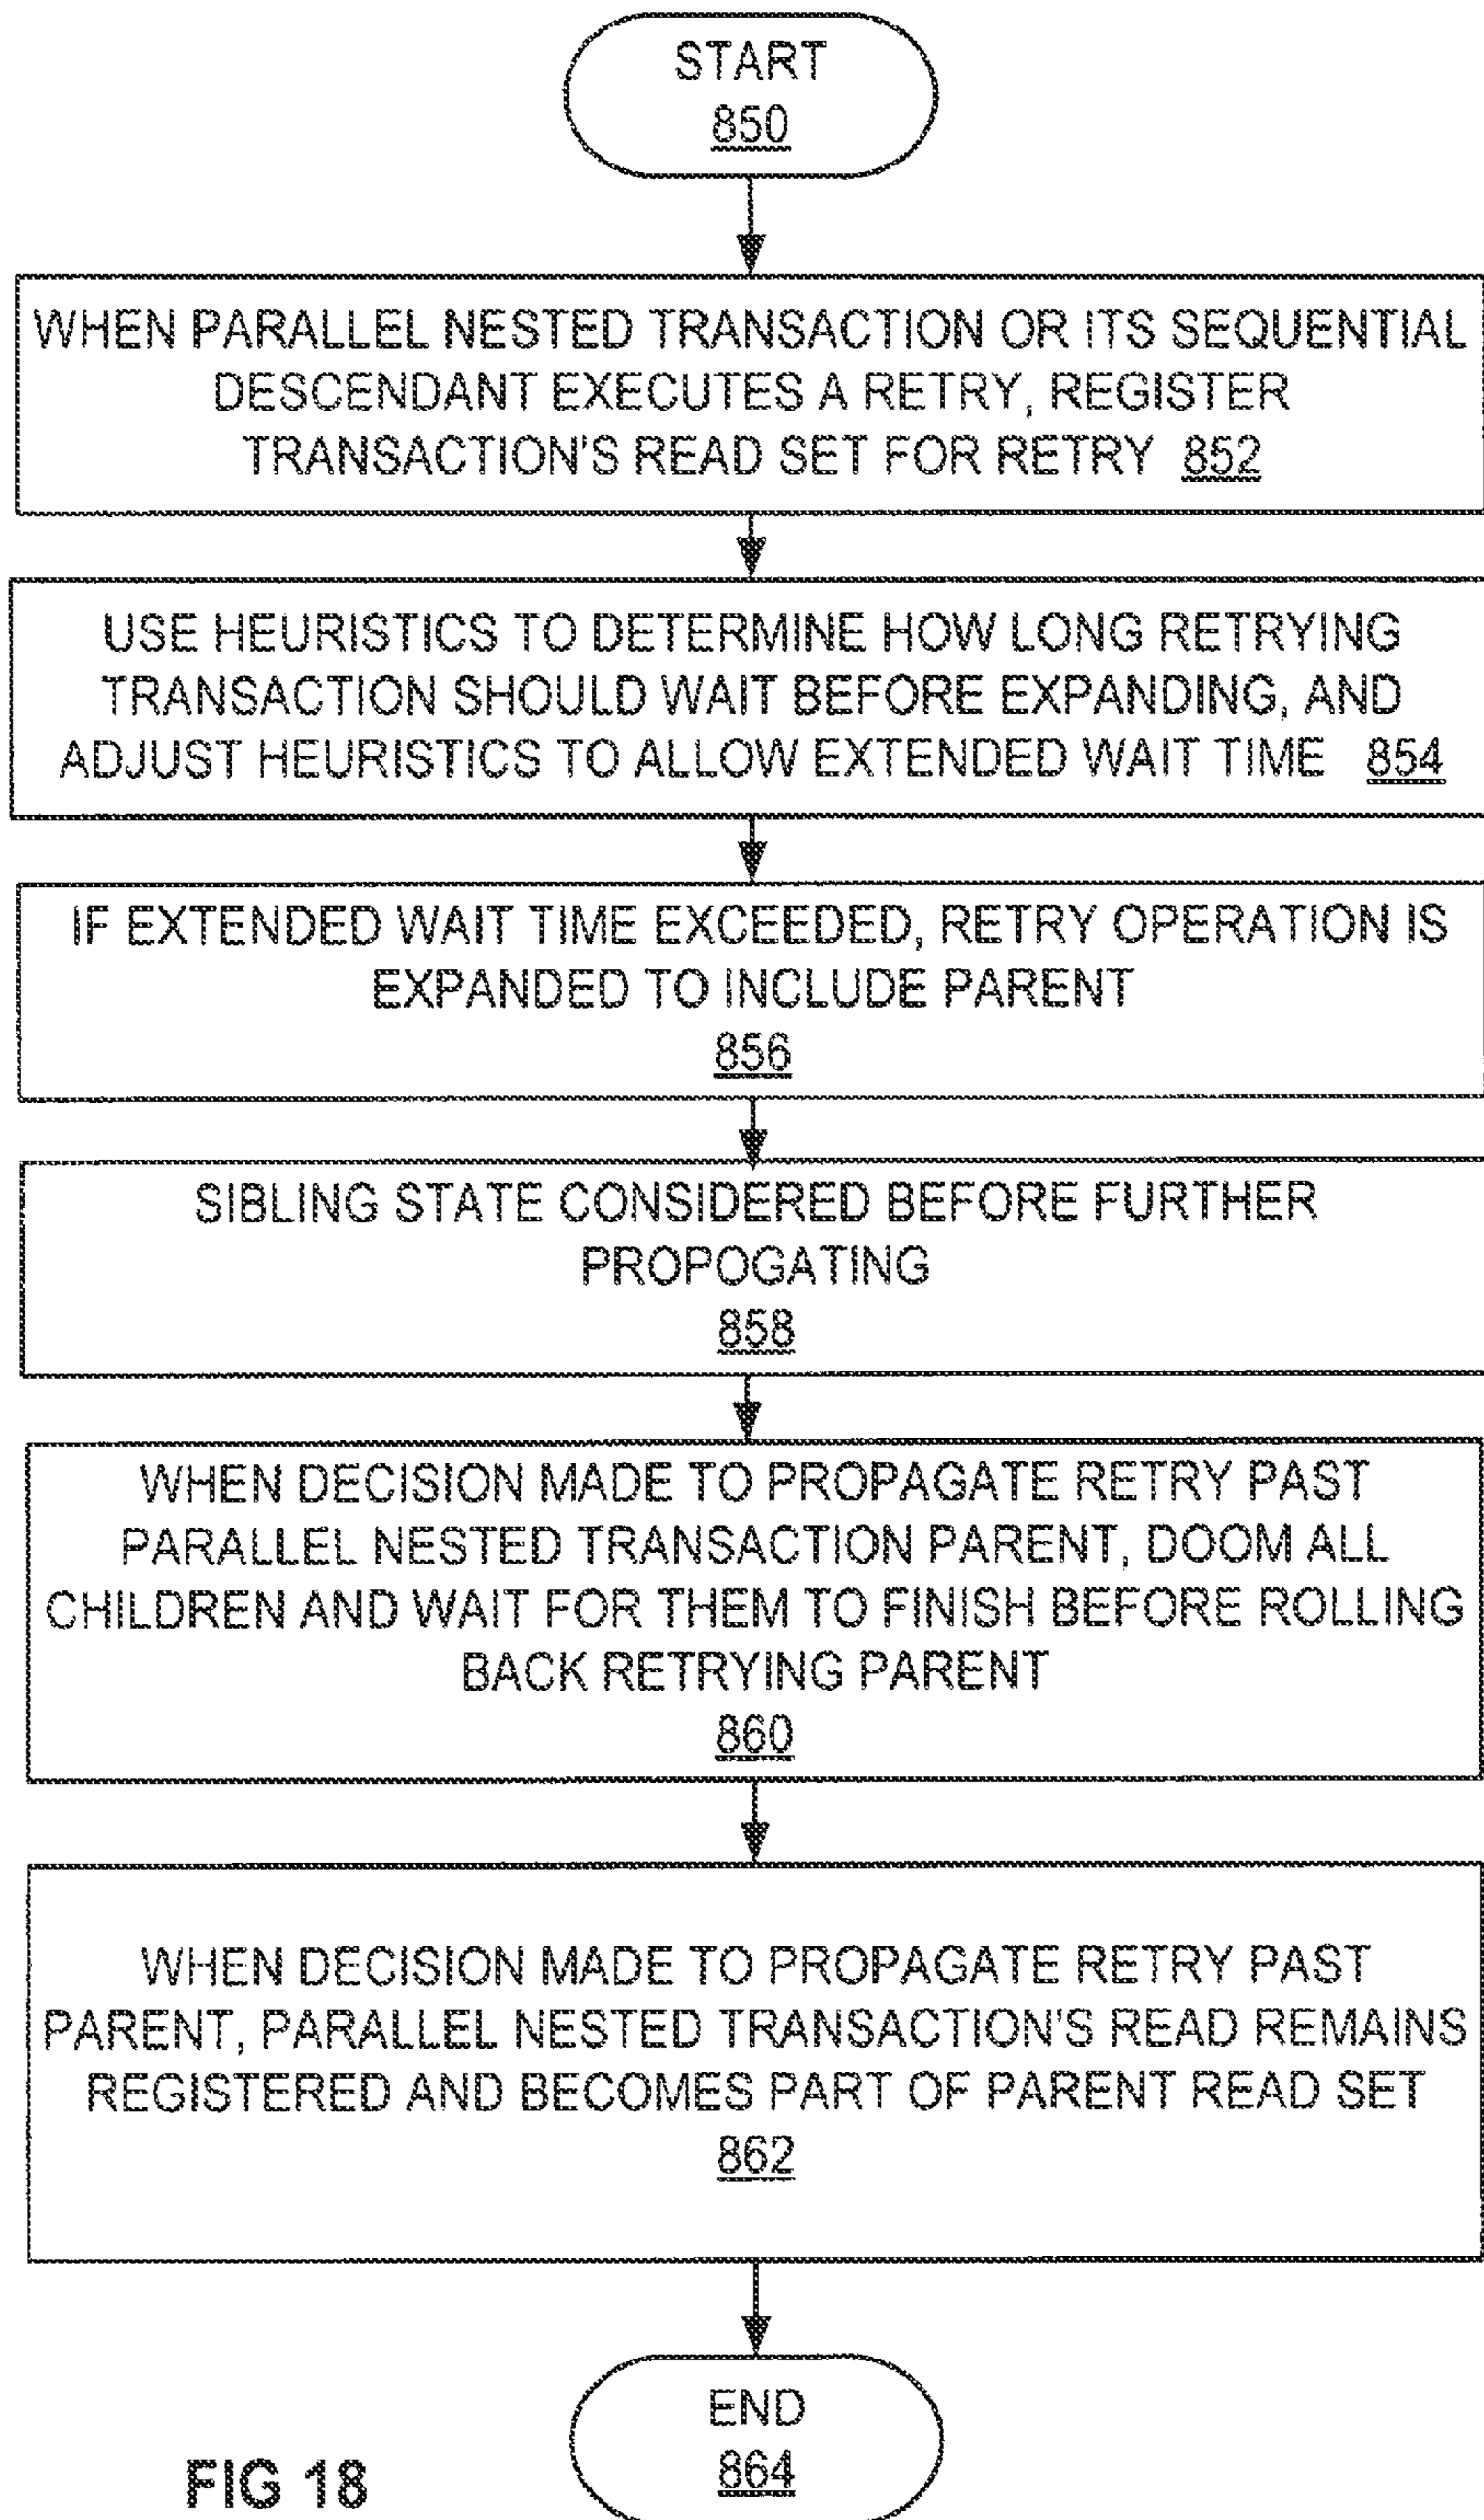 START
850
WHEN PARALLEL NESTED TRANSACTION OR ITS SEQUENTIAL
DESCENDANT EXECUTES A RETRY, REGISTER
TRANSACTION'S READ SET FOR RETRY 852
USE HEURISTICS TO DETERMINE HOW LONG RETRYING
TRANSACTION SHOULD WAIT BEFORE EXPANDING, AND
ADJUST HEURISTICS TO ALLOW EXTENDED WAIT TIME 854
IF EXTENDED WAIT TIME EXCEEDED, RETRY OPERATION IS
EXPANDED TO INCLUDE PARENT
856
SIBLING STATE CONSIDERED BEFORE FURTHER
PROPOGATING
858
WHEN DECISION MADE TO PROPAGATE RETRY PAST
PARALLEL NESTED TRANSACTION PARENT, DOOM ALL
CHILDREN AND WAIT FOR THEM TO FINISH BEFORE ROLLING
BACK RETRYING PARENT
860
WHEN DECISION MADE TO PROPAGATE RETRY PAST
PARENT, PARALLEL NESTED TRANSACTION'S READ REMAINS
REGISTERED AND BECOMES PART OF PARENT READ SET
862
END
864
FIG 18